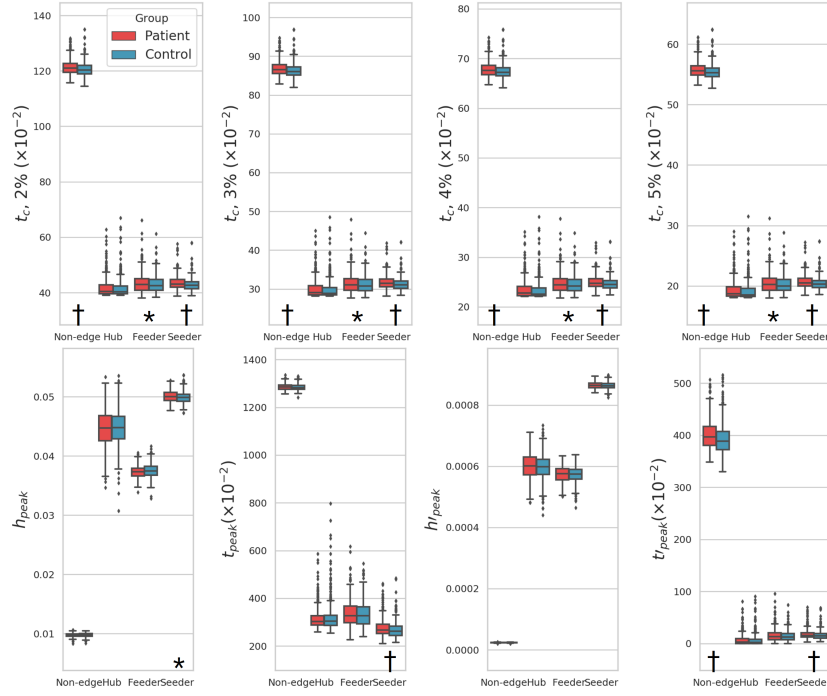 Group
Patient
Control
t_c, 2% (×10⁻²)
140
120
100
80
60
40
† * †
Non-edge Hub Feeder Seeder
t_c, 3% (×10⁻²)
100
90
80
70
60
50
40
30
† * †
Non-edge Hub Feeder Seeder
t_c, 4% (×10⁻²)
80
70
60
50
40
30
20
† * †
Non-edge Hub Feeder Seeder
t_c, 5% (×10⁻²)
60
50
40
30
20
† * †
Non-edge Hub Feeder Seeder
h_peak
0.05
0.04
0.03
0.02
0.01
*
Non-edge Hub Feeder Seeder
t_peak(×10⁻²)
1400
1200
1000
800
600
400
200
†
Non-edge Hub Feeder Seeder
h′_peak
0.0008
0.0006
0.0004
0.0002
0.0000
Non-edge Hub Feeder Seeder
t′_peak(×10⁻²)
500
400
300
200
100
0
† †
Non-edge Hub Feeder Seeder